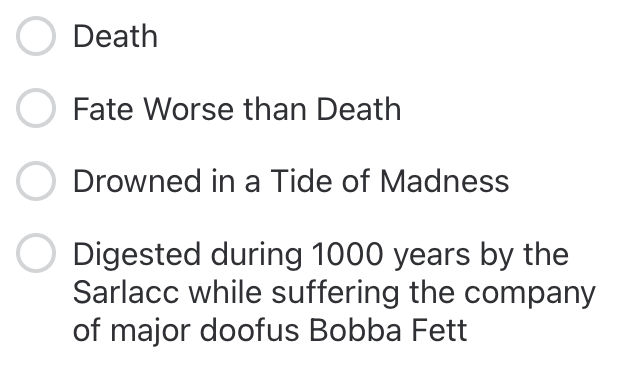 Death
Fate Worse than Death
Drowned in a Tide of Madness
Digested during 1000 years by the
Sarlacc while suffering the company
of major doofus Bobba Fett